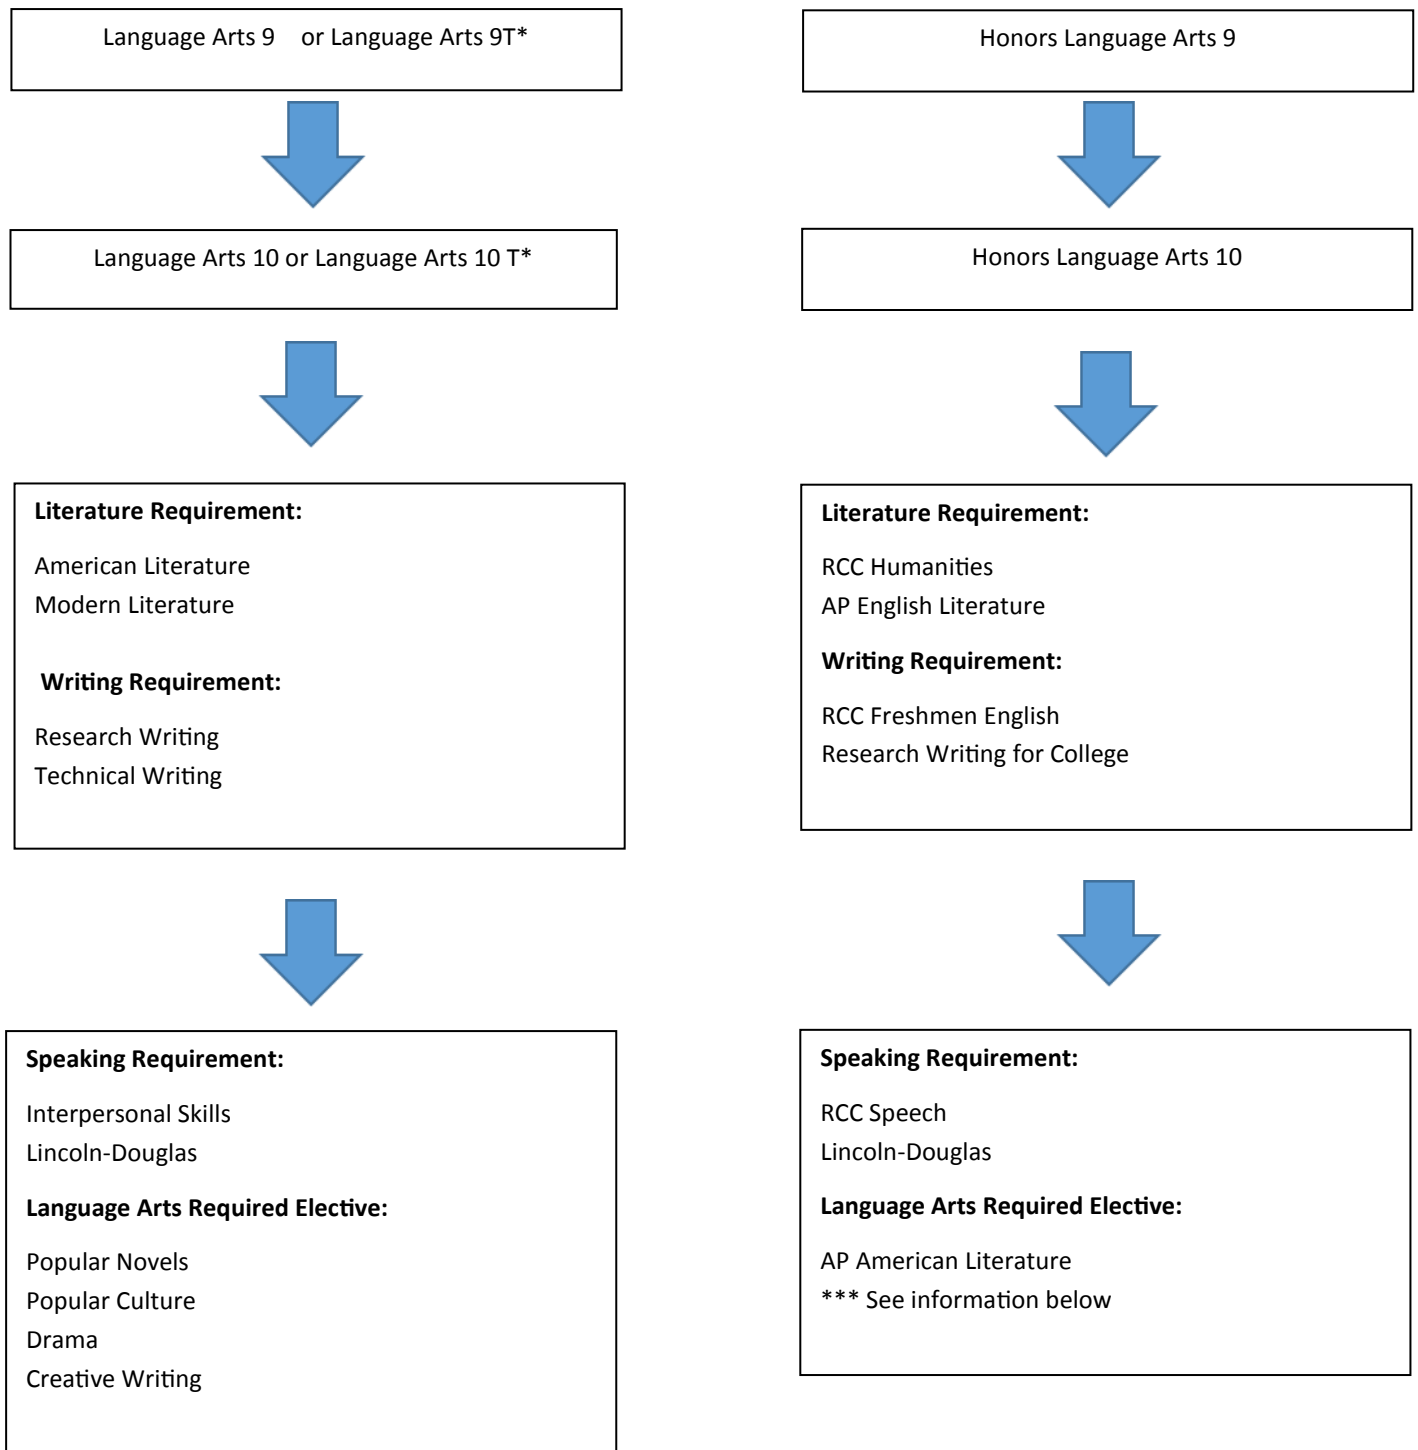 Language Arts 9    or Language Arts 9T*
Language Arts 10 or Language Arts 10 T*
Literature Requirement:
American Literature
Modern Literature
Writing Requirement:
Research Writing
Technical Writing
Speaking Requirement:
Interpersonal Skills
Lincoln-Douglas
Language Arts Required Elective:
Popular Novels
Popular Culture
Drama
Creative Writing
Honors Language Arts 9
Honors Language Arts 10
Literature Requirement:
RCC Humanities
AP English Literature
Writing Requirement:
RCC Freshmen English
Research Writing for College
Speaking Requirement:
RCC Speech
Lincoln-Douglas
Language Arts Required Elective:
AP American Literature
*** See information below